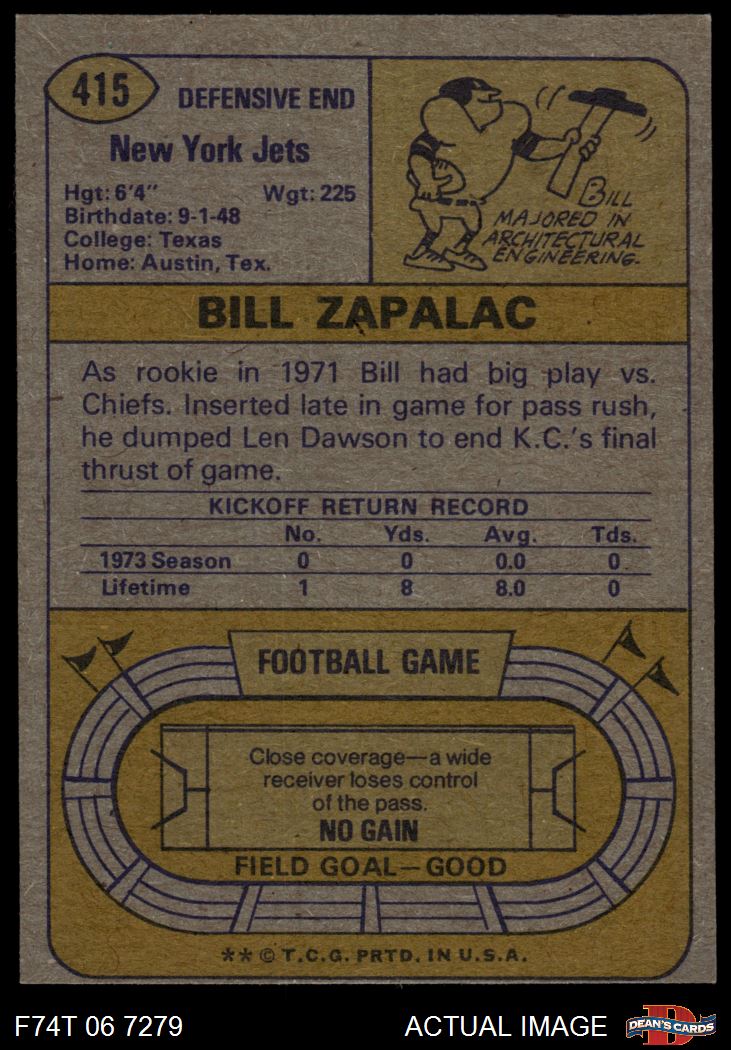 415
DEFENSIVE END
New York Jets
Hgt: 6'4" Wgt: 225
Birthdate: 9-1-48
College: Texas
Home: Austin, Tex.
BILL
MAJORED IN
ARCHITECTURAL
ENGINEERING.
BILL ZAPALAC
As rookie in 1971 Bill had big play vs.
Chiefs. Inserted late in game for pass rush,
he dumped Len Dawson to end K.C.'s final
thrust of game.
KICKOFF RETURN RECORD
No. Yds. Avg. Tds.
1973 Season 0 0 0.0 0
Lifetime 1 8 8.0 0
FOOTBALL GAME
Close coverage—a wide
receiver loses control
of the pass.
NO GAIN
FIELD GOAL—GOOD
** © T.C.G. PRTD. IN U.S.A.
F74T 06 7279 ACTUAL IMAGE D DEAN'S CARDS